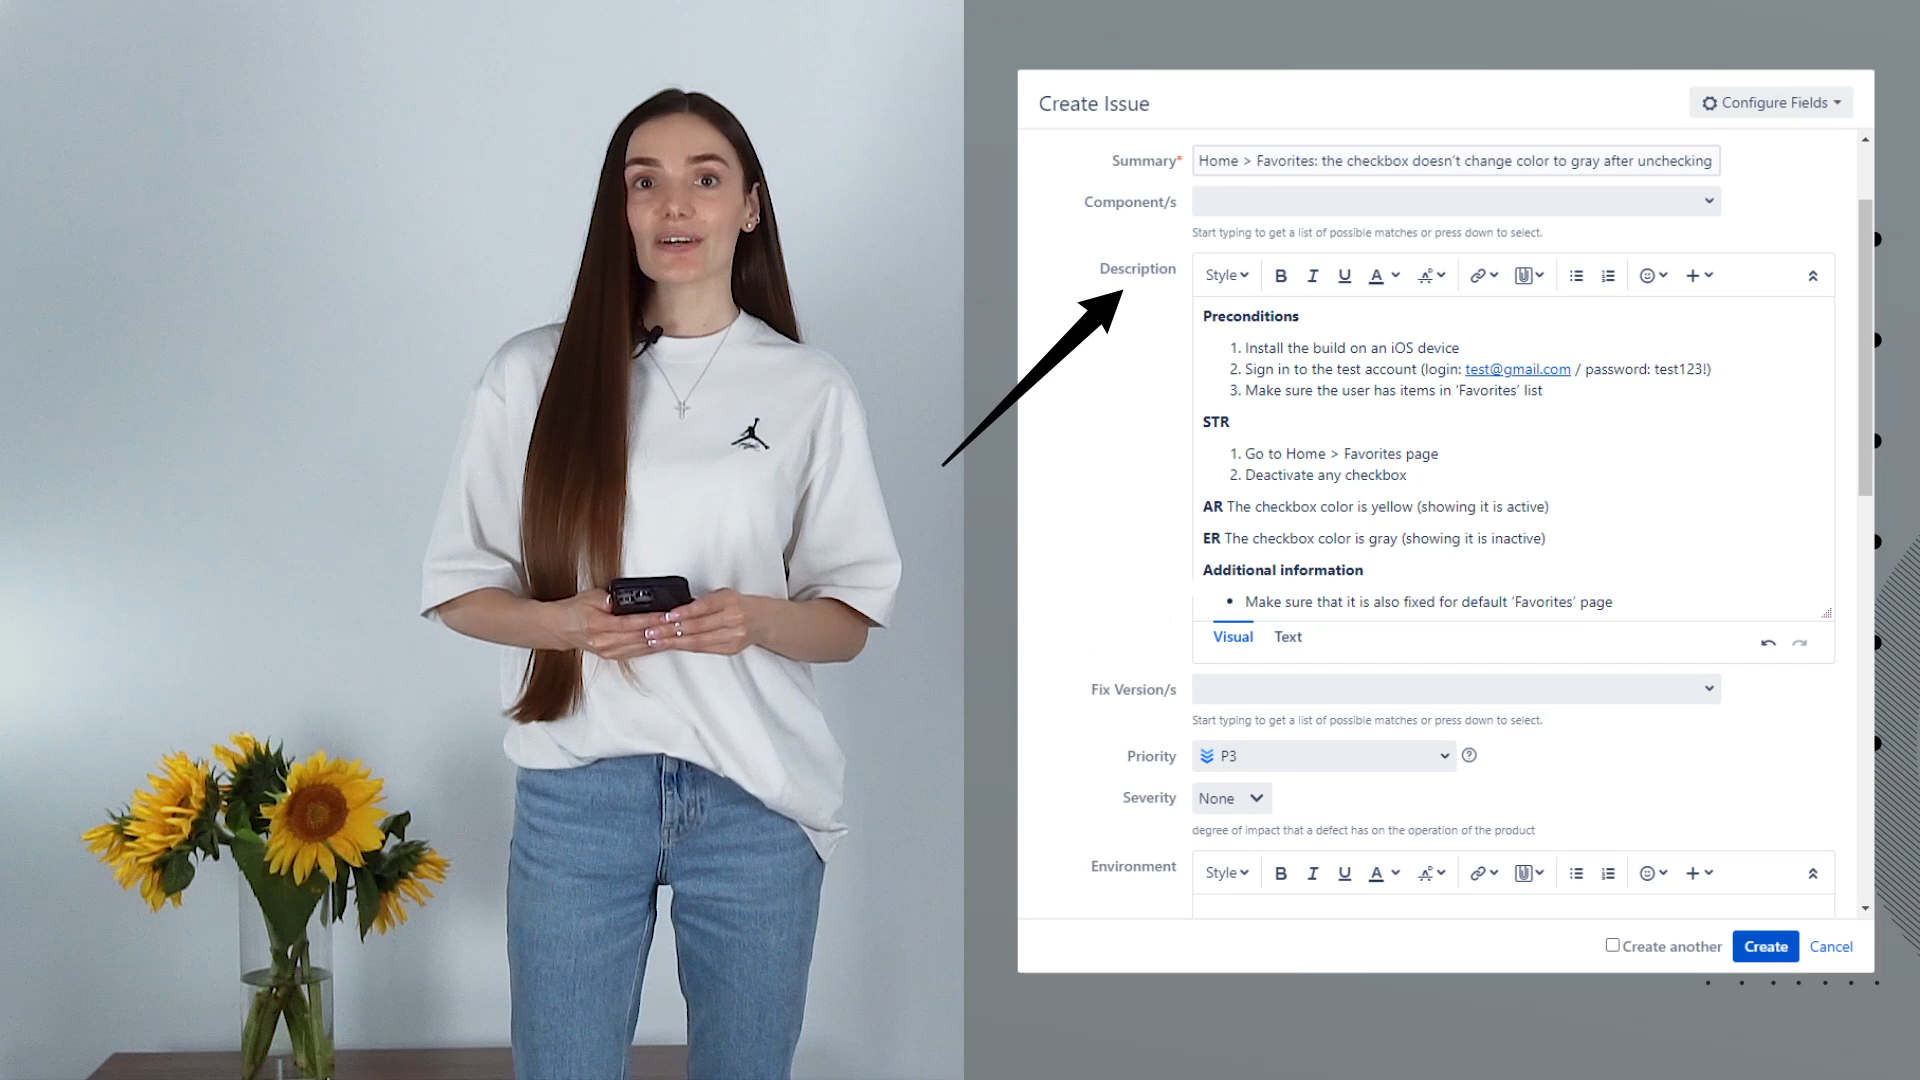 Create Issue
Configure Fields
Summary*
Home > Favorites: the checkbox doesn’t change color to gray after unchecking
Component/s
Start typing to get a list of possible matches or press down to select.
Description
Style
B I U A
Preconditions
1. Install the build on an iOS device
2. Sign in to the test account (login: test@gmail.com / password: test123!)
3. Make sure the user has items in ‘Favorites’ list
STR
1. Go to Home > Favorites page
2. Deactivate any checkbox
AR The checkbox color is yellow (showing it is active)
ER The checkbox color is gray (showing it is inactive)
Additional information
• Make sure that it is also fixed for default ‘Favorites’ page
Visual Text
Fix Version/s
Start typing to get a list of possible matches or press down to select.
Priority
P3
Severity
None
degree of impact that a defect has on the operation of the product
Environment
Style
B I U A
Create another
Create
Cancel